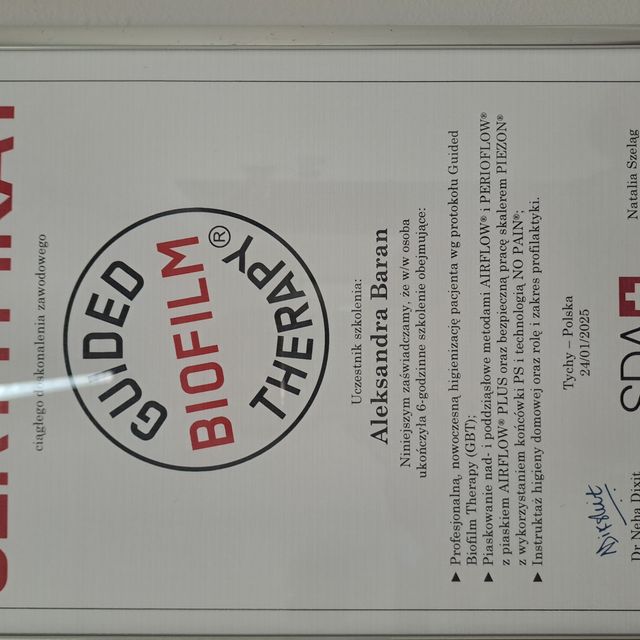 CERTYFIKAT
ciągłego doskonalenia zawodowego
GUIDED
BIOFILM
THERAPY®
Uczestnik szkolenia:
Aleksandra Baran
Niniejszym zaświadczamy, że w/w osoba
ukończyła 6-godzinne szkolenie obejmujące:
▶ Profesjonalną, nowoczesną higienizację pacjenta wg protokołu Guided
Biofilm Therapy (GBT);
▶ Piaskowanie nad- i poddziąsłowe metodami AIRFLOW® i PERIOFLOW®
z piaskiem AIRFLOW® PLUS oraz bezpieczną pracę skalerem PIEZON®
z wykorzystaniem końcówki PS i technologią NO PAIN®;
▶ Instruktaż higieny domowej oraz rolę i zakres profilaktyki.
Tychy – Polska
24/01/2025
SDA
Dr Neha Dixit
Natalia Szeląg